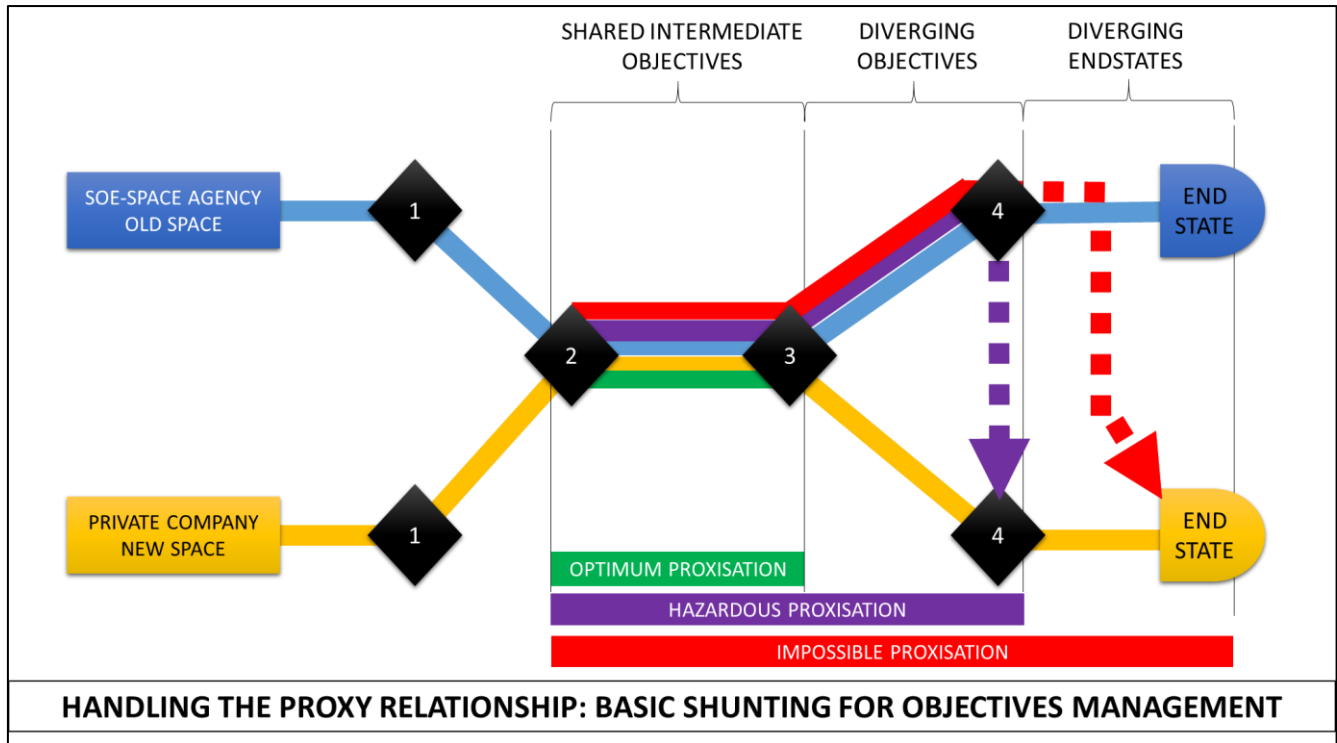 SHARED INTERMEDIATE
OBJECTIVES
DIVERGING
OBJECTIVES
DIVERGING
ENDSTATES
SOE-SPACE AGENCY
OLD SPACE
1
4
END
STATE
2
3
PRIVATE COMPANY
NEW SPACE
1
4
END
STATE
OPTIMUM PROXISATION
HAZARDOUS PROXISATION
IMPOSSIBLE PROXISATION
HANDLING THE PROXY RELATIONSHIP: BASIC SHUNTING FOR OBJECTIVES MANAGEMENT